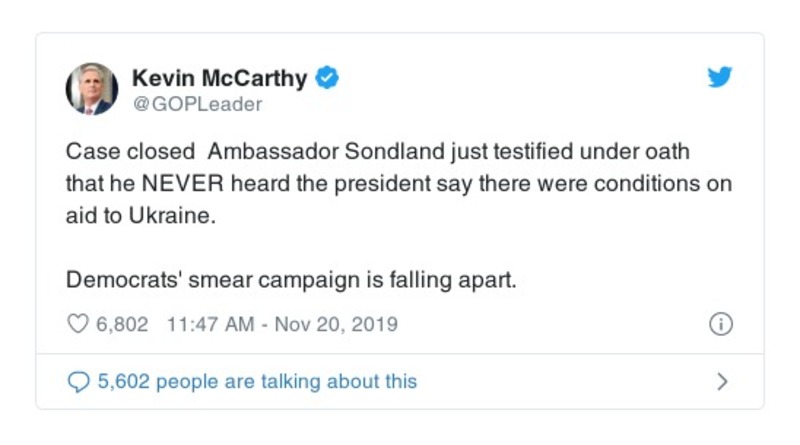 Kevin McCarthy
@GOPLeader
Case closed  Ambassador Sondland just testified under oath
that he NEVER heard the president say there were conditions on
aid to Ukraine.
Democrats' smear campaign is falling apart.
6,802 11:47 AM - Nov 20, 2019
5,602 people are talking about this